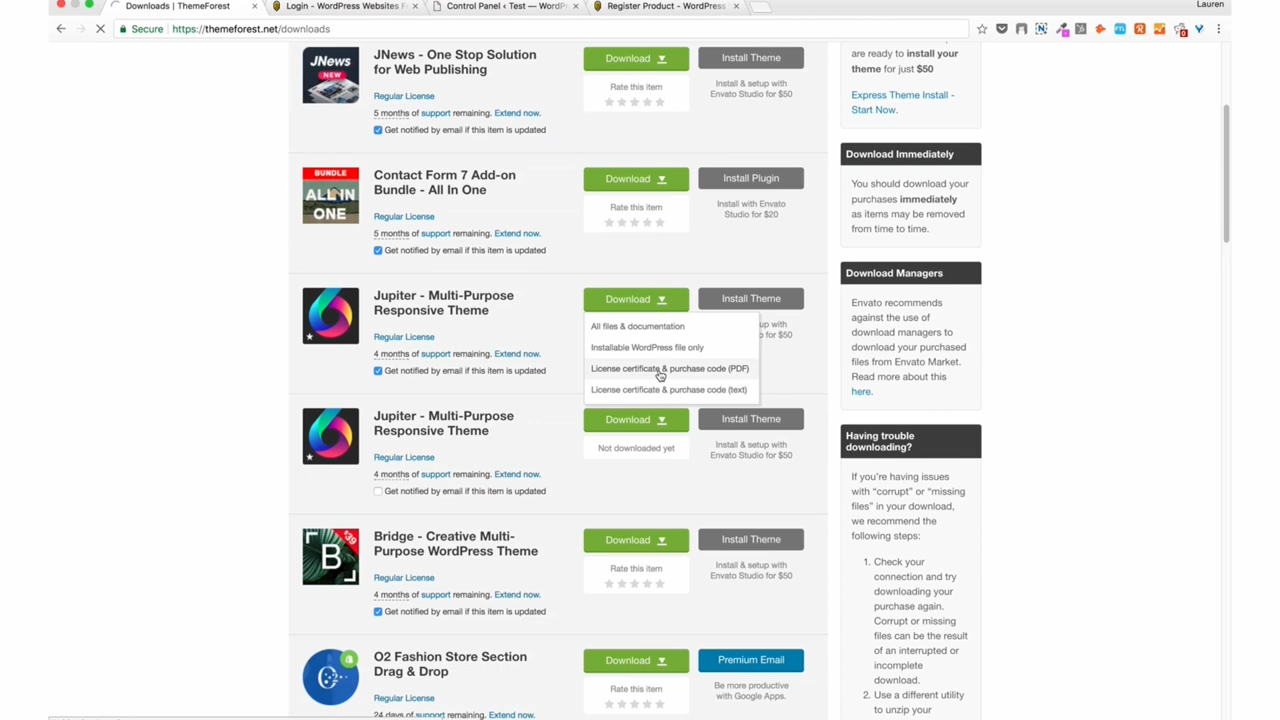 Lauren
Downloads | ThemeForest
Login - WordPress Websites F
Control Panel ‹ Test — WordP
Register Product - WordPress
Secure
https://themeforest.net/downloads
JNews
NEW
JNews - One Stop Solution
for Web Publishing
Regular License
5 months of support remaining. Extend now.
Get notified by email if this item is updated
Download
Rate this item
Install Theme
Install & setup with
Envato Studio for $50
BUNDLE
ALL IN
ONE
Contact Form 7 Add-on
Bundle - All In One
Regular License
5 months of support remaining. Extend now.
Get notified by email if this item is updated
Download
Rate this item
Install Plugin
Install with Envato
Studio for $20
Jupiter - Multi-Purpose
Responsive Theme
Regular License
4 months of support remaining. Extend now.
Get notified by email if this item is updated
Download
All files & documentation
Installable WordPress file only
License certificate & purchase code (PDF)
License certificate & purchase code (text)
Install Theme
up with
for $50
Jupiter - Multi-Purpose
Responsive Theme
Regular License
4 months of support remaining. Extend now.
Get notified by email if this item is updated
Download
Not downloaded yet
Install Theme
Install & setup with
Envato Studio for $50
B
$39
Bridge - Creative Multi-
Purpose WordPress Theme
Regular License
4 months of support remaining. Extend now.
Get notified by email if this item is updated
Download
Rate this item
Install Theme
Install & setup with
Envato Studio for $50
O2 Fashion Store Section
Drag & Drop
Regular License
24 days of support remaining. Extend now.
Download
Rate this item
Premium Email
Be more productive
with Google Apps.
are ready to install your
theme for just $50
Express Theme Install -
Start Now.
Download Immediately
You should download your
purchases immediately
as items may be removed
from time to time.
Download Managers
Envato recommends
against the use of
download managers to
download your purchased
files from Envato Market.
Read more about this
here.
Having trouble
downloading?
If you're having issues
with “corrupt” or “missing
files” in your download,
we recommend the
following steps:
1. Check your
connection and try
downloading your
purchase again.
Corrupt or missing
files can be the result
of an interrupted or
incomplete
download.
2. Use a different utility
to unzip your